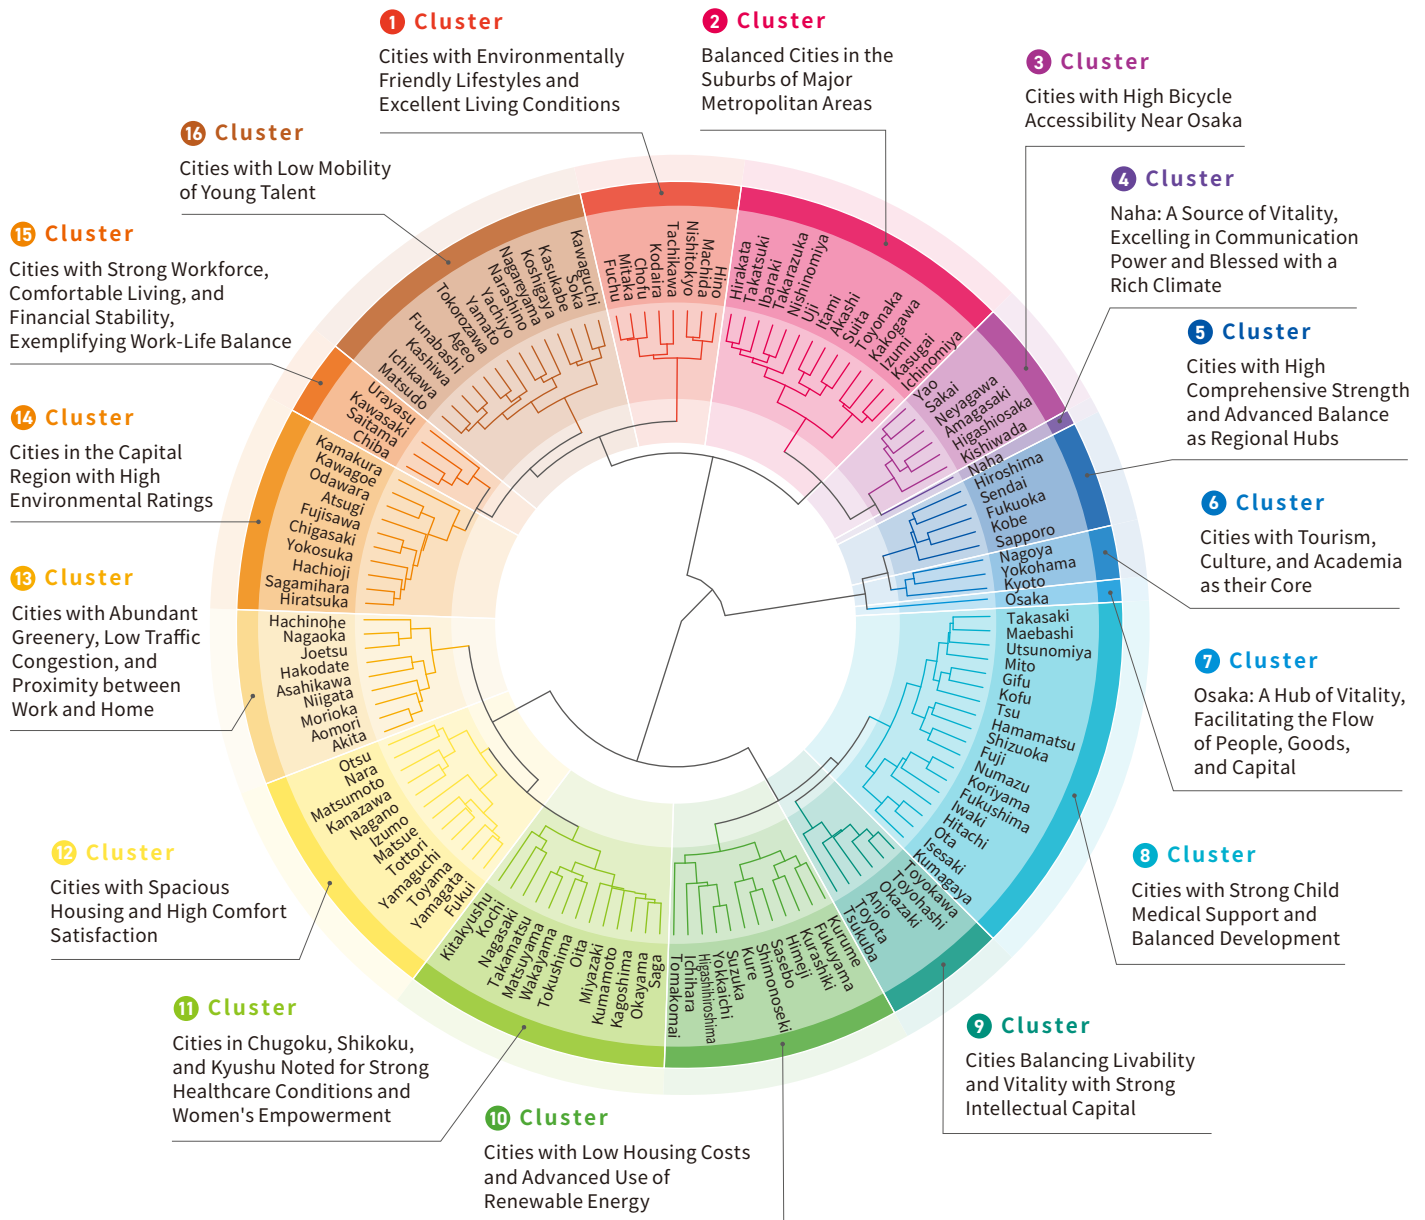 1 Cluster
Cities with Environmentally
Friendly Lifestyles and
Excellent Living Conditions
2 Cluster
Balanced Cities in the
Suburbs of Major
Metropolitan Areas
3 Cluster
Cities with High Bicycle
Accessibility Near Osaka
4 Cluster
Naha: A Source of Vitality,
Excelling in Communication
Power and Blessed with a
Rich Climate
5 Cluster
Cities with High
Comprehensive Strength
and Advanced Balance
as Regional Hubs
6 Cluster
Cities with Tourism,
Culture, and Academia
as their Core
7 Cluster
Osaka: A Hub of Vitality,
Facilitating the Flow
of People, Goods,
and Capital
8 Cluster
Cities with Strong Child
Medical Support and
Balanced Development
9 Cluster
Cities Balancing Livability
and Vitality with Strong
Intellectual Capital
10 Cluster
Cities with Low Housing Costs
and Advanced Use of
Renewable Energy
11 Cluster
Cities in Chugoku, Shikoku,
and Kyushu Noted for Strong
Healthcare Conditions and
Women's Empowerment
12 Cluster
Cities with Spacious
Housing and High Comfort
Satisfaction
13 Cluster
Cities with Abundant
Greenery, Low Traffic
Congestion, and
Proximity between
Work and Home
14 Cluster
Cities in the Capital
Region with High
Environmental Ratings
15 Cluster
Cities with Strong Workforce,
Comfortable Living, and
Financial Stability,
Exemplifying Work-Life Balance
16 Cluster
Cities with Low Mobility
of Young Talent
Fuchu
Mitaka
Chofu
Kodaira
Tachikawa
Nishitokyo
Machida
Hino
Hirakata
Takatsuki
Ibaraki
Takarazuka
Nishinomiya
Uji
Itami
Akashi
Suita
Toyonaka
Kakogawa
Izumi
Kasugai
Ichinomiya
Yao
Sakai
Neyagawa
Amagasaki
Higashiosaka
Kishiwada
Naha
Hiroshima
Sendai
Fukuoka
Kobe
Sapporo
Nagoya
Yokohama
Kyoto
Osaka
Takasaki
Maebashi
Utsunomiya
Mito
Gifu
Kofu
Tsu
Hamamatsu
Shizuoka
Fuji
Numazu
Koriyama
Fukushima
Iwaki
Hitachi
Ota
Isesaki
Kumagaya
Toyokawa
Toyohashi
Okazaki
Anjo
Toyota
Tsukuba
Kurume
Fukuyama
Kurashiki
Himeji
Sasebo
Shimonoseki
Kure
Suzuka
Yokkaichi
Higashihiroshima
Ichihara
Tomakomai
Saga
Okayama
Kagoshima
Kumamoto
Miyazaki
Oita
Tokushima
Wakayama
Matsuyama
Takamatsu
Nagasaki
Kochi
Kitakyushu
Fukui
Yamagata
Toyama
Yamaguchi
Tottori
Matsue
Izumo
Nagano
Kanazawa
Matsumoto
Nara
Otsu
Akita
Aomori
Morioka
Niigata
Asahikawa
Hakodate
Joetsu
Nagaoka
Hachinohe
Hiratsuka
Sagamihara
Hachioji
Yokosuka
Chigasaki
Fujisawa
Atsugi
Odawara
Kawagoe
Kamakura
Chiba
Saitama
Kawasaki
Urayasu
Matsudo
Ichikawa
Kashiwa
Funabashi
Ageo
Tokorozawa
Yamato
Yachiyo
Narashino
Nagareyama
Koshigaya
Kasukabe
Soka
Kawaguchi